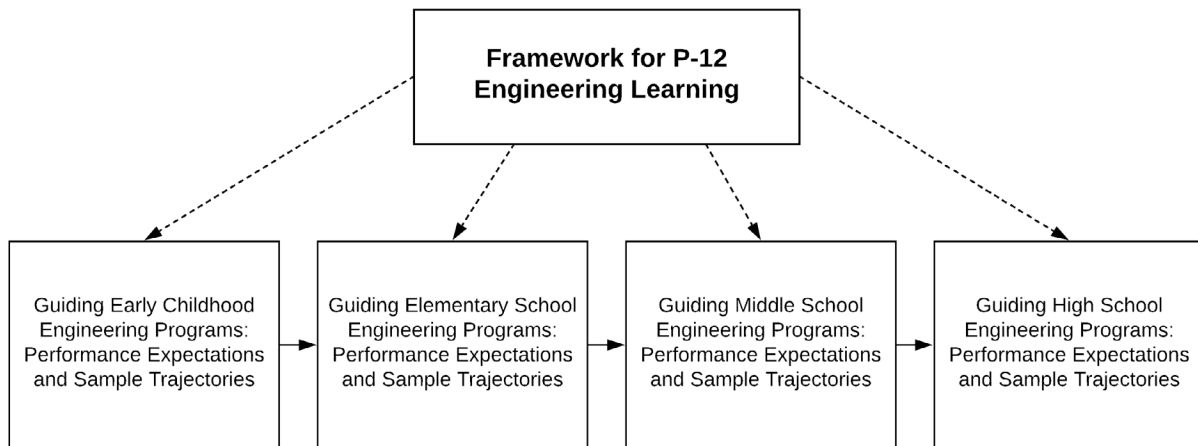 Framework for P-12
Engineering Learning
Guiding Early Childhood
Engineering Programs:
Performance Expectations
and Sample Trajectories
Guiding Elementary School
Engineering Programs:
Performance Expectations
and Sample Trajectories
Guiding Middle School
Engineering Programs:
Performance Expectations
and Sample Trajectories
Guiding High School
Engineering Programs:
Performance Expectations
and Sample Trajectories